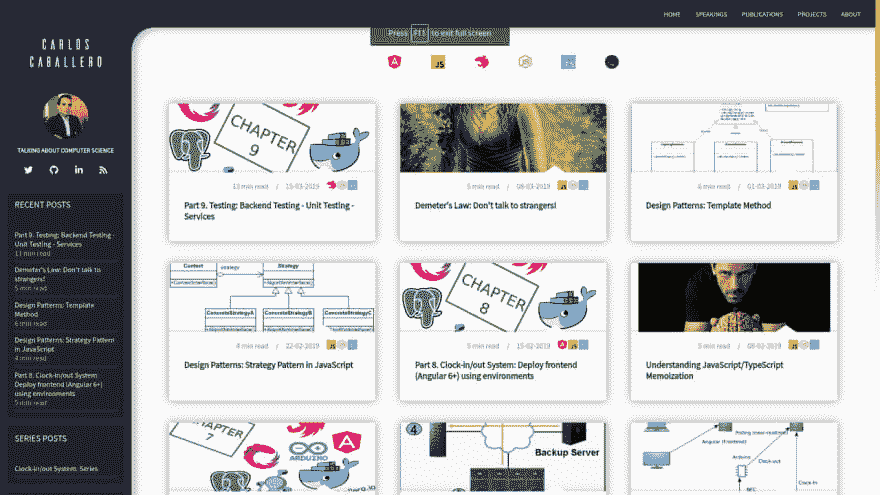 HOME SPEAKINGS PUBLICATIONS PROJECTS ABOUT
Press F11 to exit full screen
CARLOS
CABALLERO
TALKING ABOUT COMPUTER SCIENCE
RECENT POSTS
Part 9. Testing: Backend Testing -
Unit Testing - Services
11 min read
Demeter's Law: Don't talk to
strangers!
5 min read
Design Patterns: Template
Method
6 min read
Design Patterns: Strategy Pattern
in JavaScript
4 min read
Part 8. Clock-in/out System:
Deploy frontend (Angular 6+)
using environments
5 min read
SERIES POSTS
Clock-in/out System. Series
CHAPTER
9
11 min read / 15-03-2019
Part 9. Testing: Backend Testing - Unit Testing -
Services
5 min read / 08-03-2019 JS
Demeter's Law: Don't talk to strangers!
6 min read / 01-03-2019 JS
Design Patterns: Template Method
Context strategy Strategy
ConcreteStrategyA ConcreteStrategyB ConcreteStrategyC
4 min read / 22-02-2019 JS
Design Patterns: Strategy Pattern in JavaScript
CHAPTER
8
5 min read / 15-02-2019 JS
Part 8. Clock-in/out System: Deploy frontend
(Angular 6+) using environments
5 min read / 08-02-2019 JS
Understanding JavaScript/TypeScript
Memoization
CHAPTER
7
ARDUINO
4
Backup Server
Angular (frontend)
Arduino
Clock-out
Clock-in
NFC